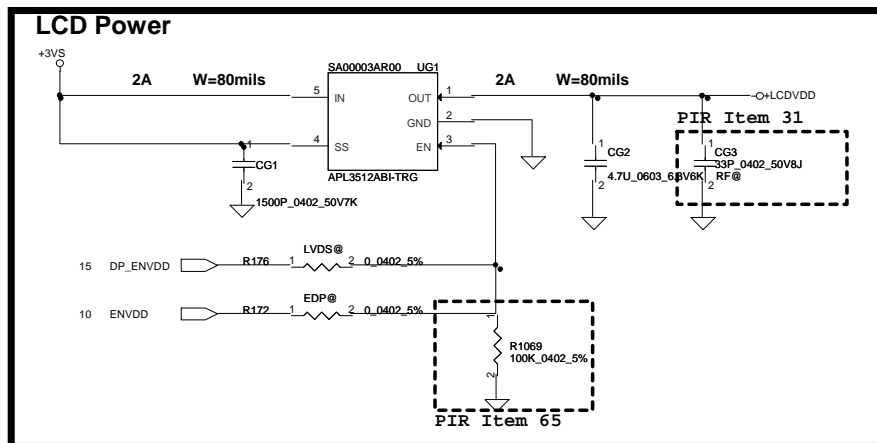 LCD Power
+3VS
SA00003AR00 UG1
2A W=80mils
5 IN OUT 1
2A W=80mils
+LCDVDD
GND 2
PIR Item 31
4 SS EN 3
1
CG1
2
1500P_0402_50V7K
APL3512ABI-TRG
1
CG2
2
4.7U_0603_6.3V6K
1
CG3
33P_0402_50V8J
2
RF@
LVDS@
15 DP_ENVDD R176 1 2 0_0402_5%
EDP@
10 ENVDD R172 1 2 0_0402_5%
1
R1069
100K_0402_5%
2
PIR Item 65